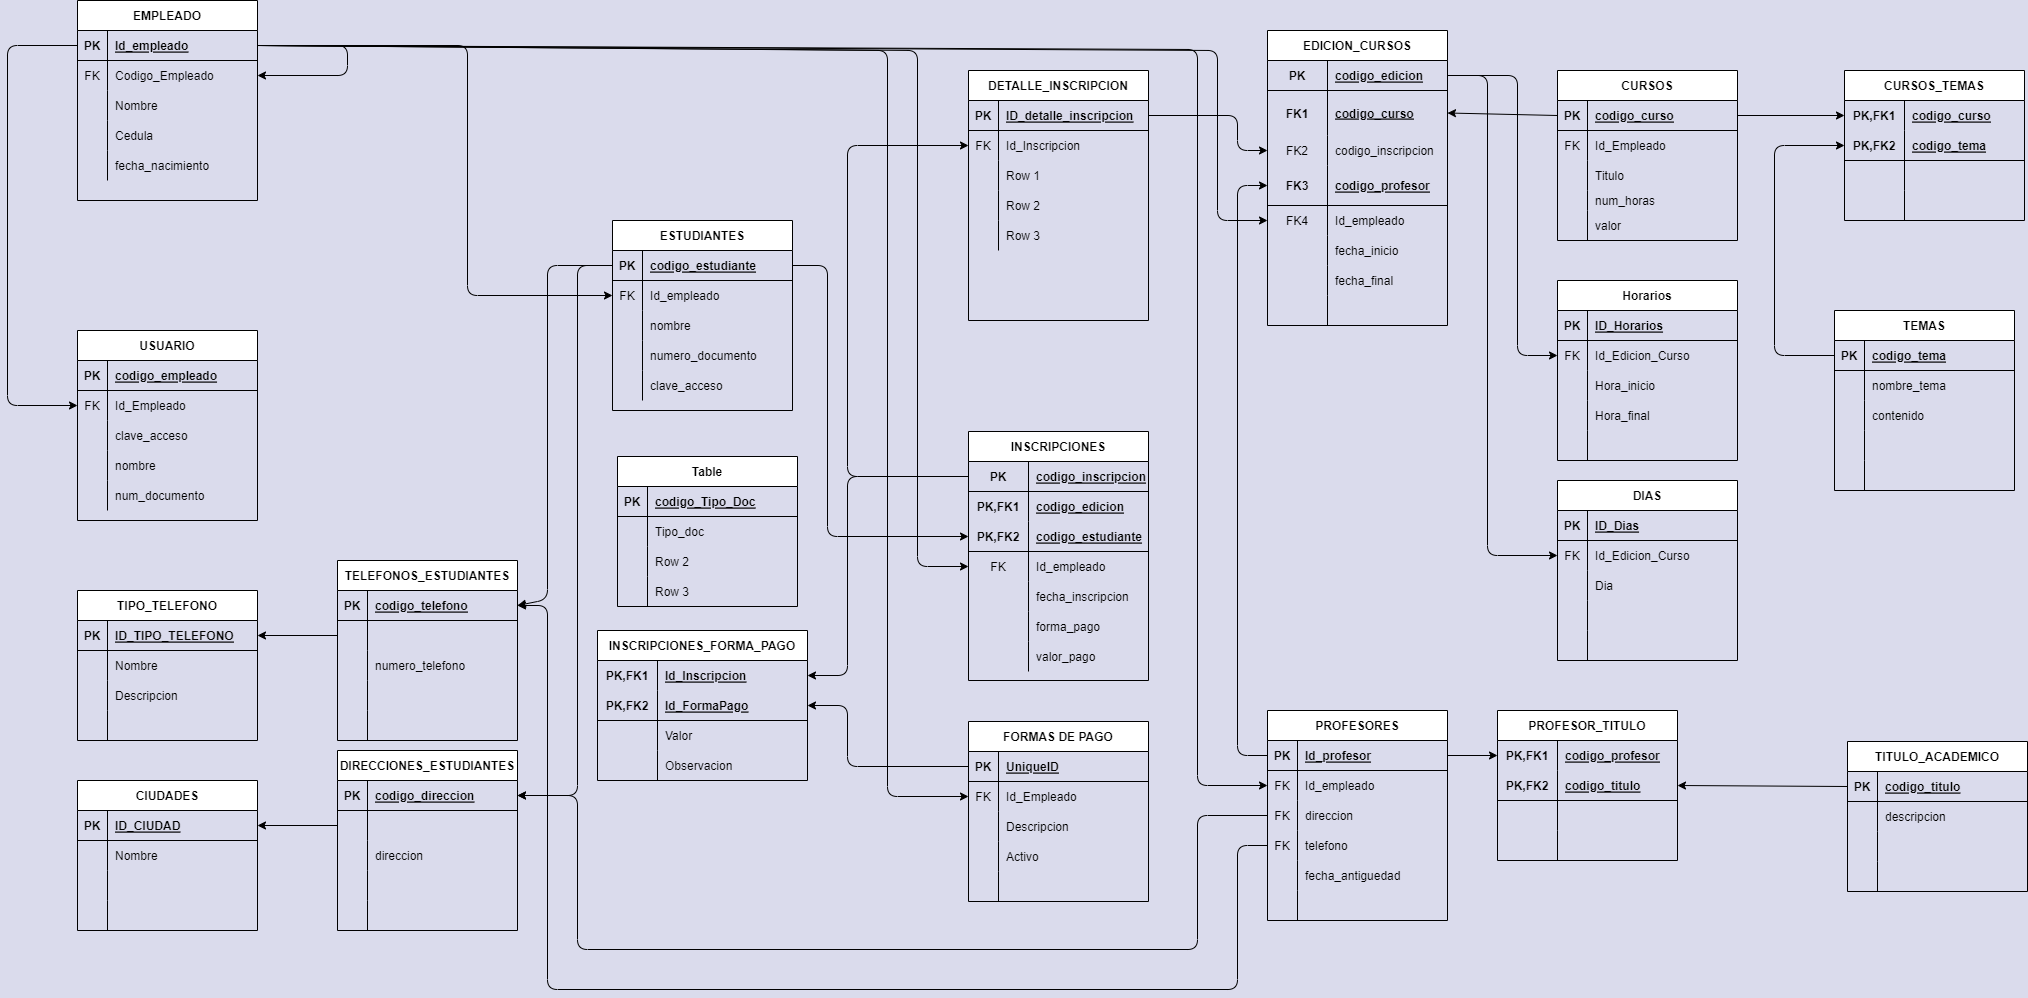 EMPLEADO
PK Id_empleado
FK Codigo_Empleado
Nombre
Cedula
fecha_nacimiento
USUARIO
PK codigo_empleado
FK Id_Empleado
clave_acceso
nombre
num_documento
TIPO_TELEFONO
PK ID_TIPO_TELEFONO
Nombre
Descripcion
CIUDADES
PK ID_CIUDAD
Nombre
TELEFONOS_ESTUDIANTES
PK codigo_telefono
numero_telefono
DIRECCIONES_ESTUDIANTES
PK codigo_direccion
direccion
ESTUDIANTES
PK codigo_estudiante
FK Id_empleado
nombre
numero_documento
clave_acceso
Table
PK codigo_Tipo_Doc
Tipo_doc
Row 2
Row 3
INSCRIPCIONES_FORMA_PAGO
PK,FK1 Id_Inscripcion
PK,FK2 Id_FormaPago
Valor
Observacion
DETALLE_INSCRIPCION
PK ID_detalle_inscripcion
FK Id_Inscripcion
Row 1
Row 2
Row 3
INSCRIPCIONES
PK codigo_inscripcion
PK,FK1 codigo_edicion
PK,FK2 codigo_estudiante
FK Id_empleado
fecha_inscripcion
forma_pago
valor_pago
FORMAS DE PAGO
PK UniqueID
FK Id_Empleado
Descripcion
Activo
EDICION_CURSOS
PK codigo_edicion
FK1 codigo_curso
FK2 codigo_inscripcion
FK3 codigo_profesor
FK4 Id_empleado
fecha_inicio
fecha_final
PROFESORES
PK Id_profesor
FK Id_empleado
FK direccion
FK telefono
fecha_antiguedad
CURSOS
PK codigo_curso
FK Id_Empleado
Titulo
num_horas
valor
Horarios
PK ID_Horarios
FK Id_Edicion_Curso
Hora_inicio
Hora_final
DIAS
PK ID_Dias
FK Id_Edicion_Curso
Dia
PROFESOR_TITULO
PK,FK1 codigo_profesor
PK,FK2 codigo_titulo
CURSOS_TEMAS
PK,FK1 codigo_curso
PK,FK2 codigo_tema
TEMAS
PK codigo_tema
nombre_tema
contenido
TITULO_ACADEMICO
PK codigo_titulo
descripcion